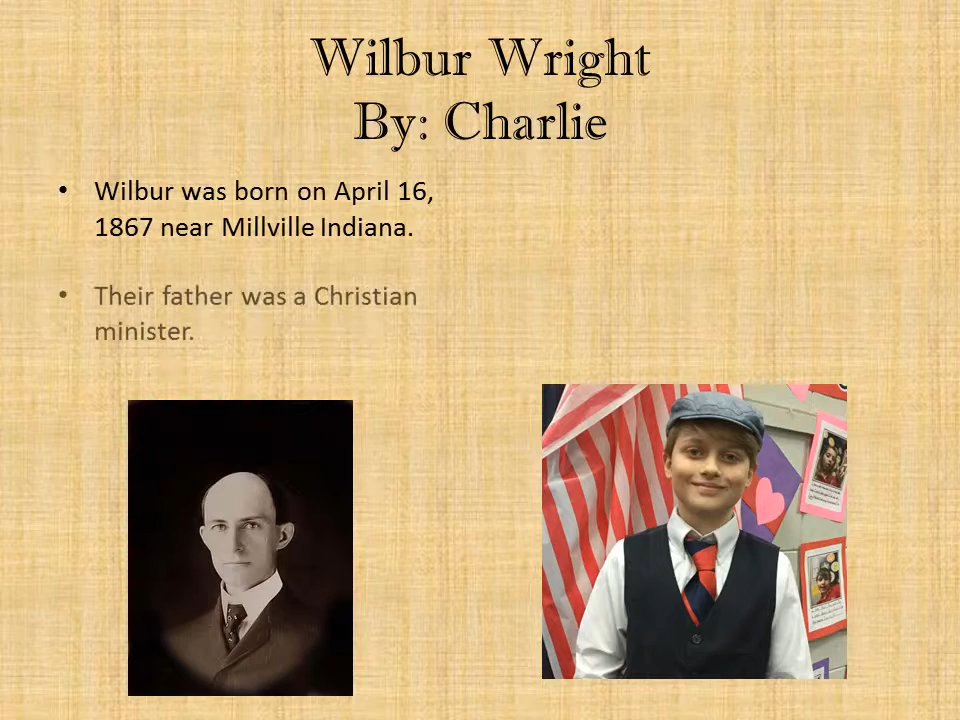 Wilbur Wright
By: Charlie
• Wilbur was born on April 16,
1867 near Millville Indiana.
• Their father was a Christian
minister.